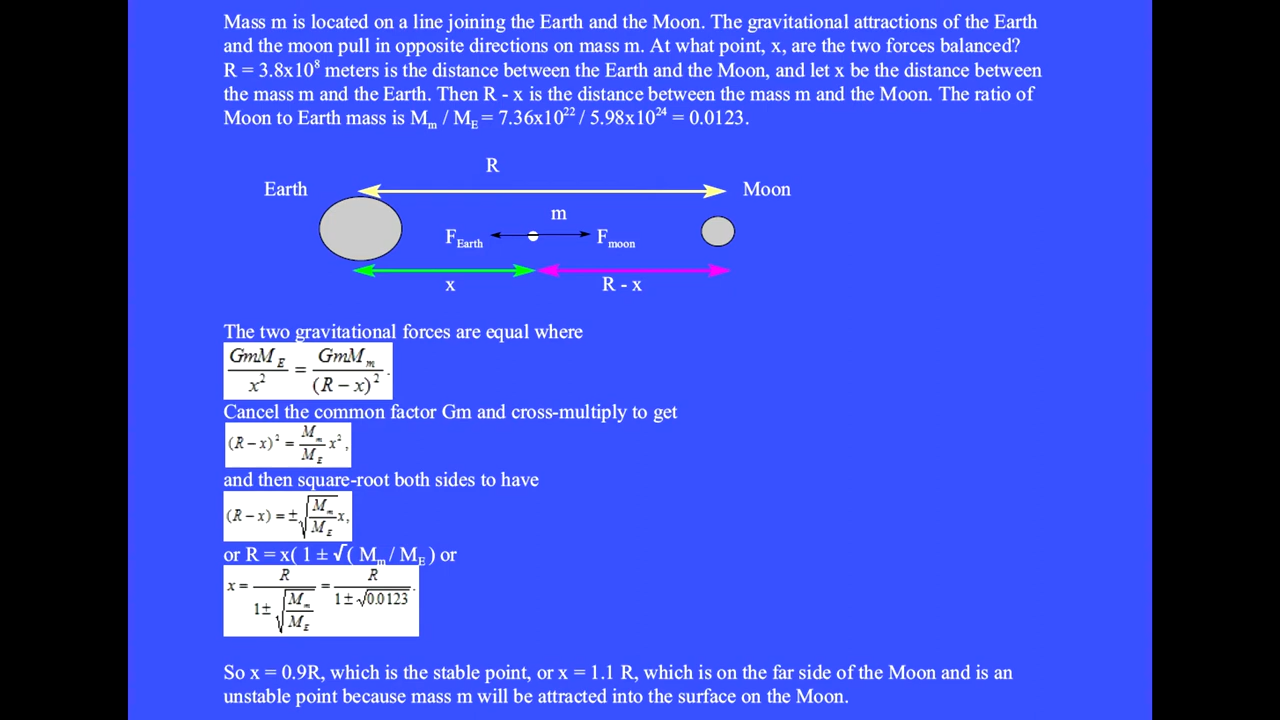 Mass m is located on a line joining the Earth and the Moon. The gravitational attractions of the Earth
and the moon pull in opposite directions on mass m. At what point, x, are the two forces balanced?
R = 3.8x10⁸ meters is the distance between the Earth and the Moon, and let x be the distance between
the mass m and the Earth. Then R - x is the distance between the mass m and the Moon. The ratio of
Moon to Earth mass is Mₘ / M_E = 7.36x10²² / 5.98x10²⁴ = 0.0123.
R
Earth
Moon
m
F_Earth
F_moon
x
R - x
The two gravitational forces are equal where
GmM_E / x² = GmMₘ / (R – x)².
Cancel the common factor Gm and cross-multiply to get
(R – x)² = Mₘ / M_E x²,
and then square-root both sides to have
(R – x) = ±√(Mₘ / M_E) x,
or R = x( 1 ± √( Mₘ / M_E ) or
x = R / (1 ± √(Mₘ / M_E)) = R / (1 ± √0.0123).
So x = 0.9R, which is the stable point, or x = 1.1 R, which is on the far side of the Moon and is an
unstable point because mass m will be attracted into the surface on the Moon.